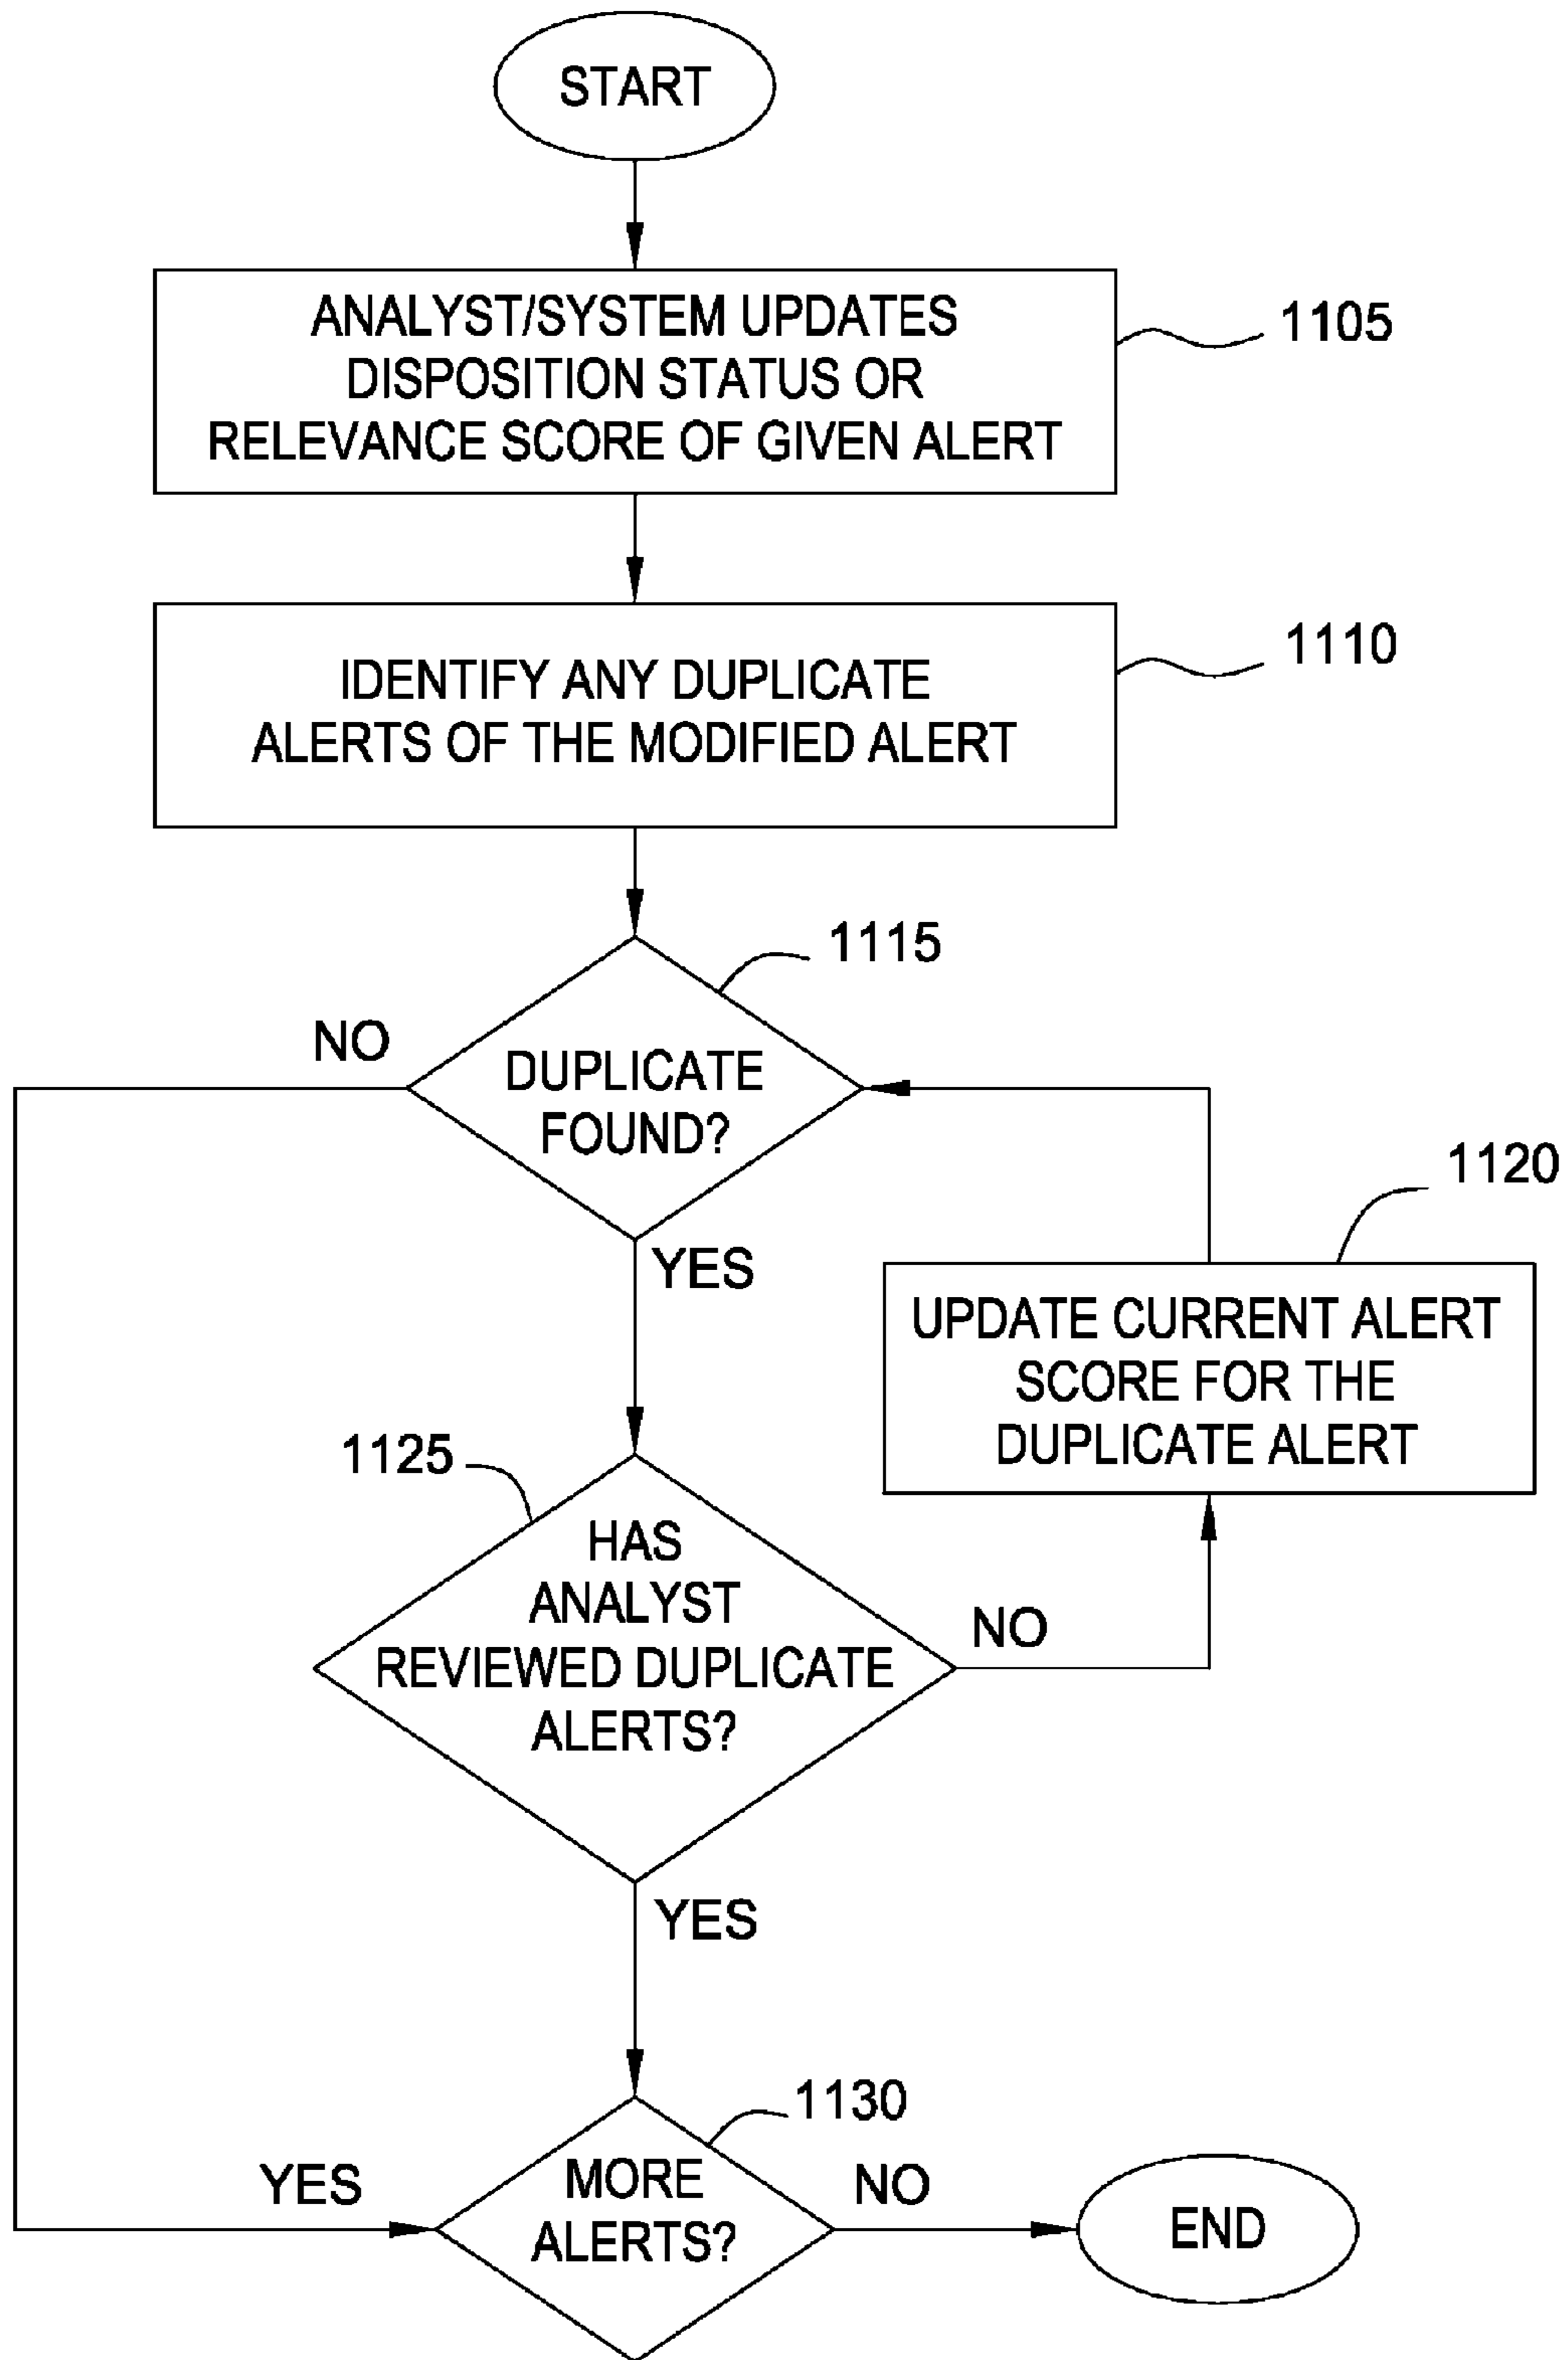 START
ANALYST/SYSTEM UPDATES
DISPOSITION STATUS OR
RELEVANCE SCORE OF GIVEN ALERT
1105
IDENTIFY ANY DUPLICATE
ALERTS OF THE MODIFIED ALERT
1110
1115
NO
DUPLICATE
FOUND?
YES
1120
UPDATE CURRENT ALERT
SCORE FOR THE
DUPLICATE ALERT
1125
HAS
ANALYST
REVIEWED DUPLICATE
ALERTS?
NO
YES
1130
YES
MORE
ALERTS?
NO
END